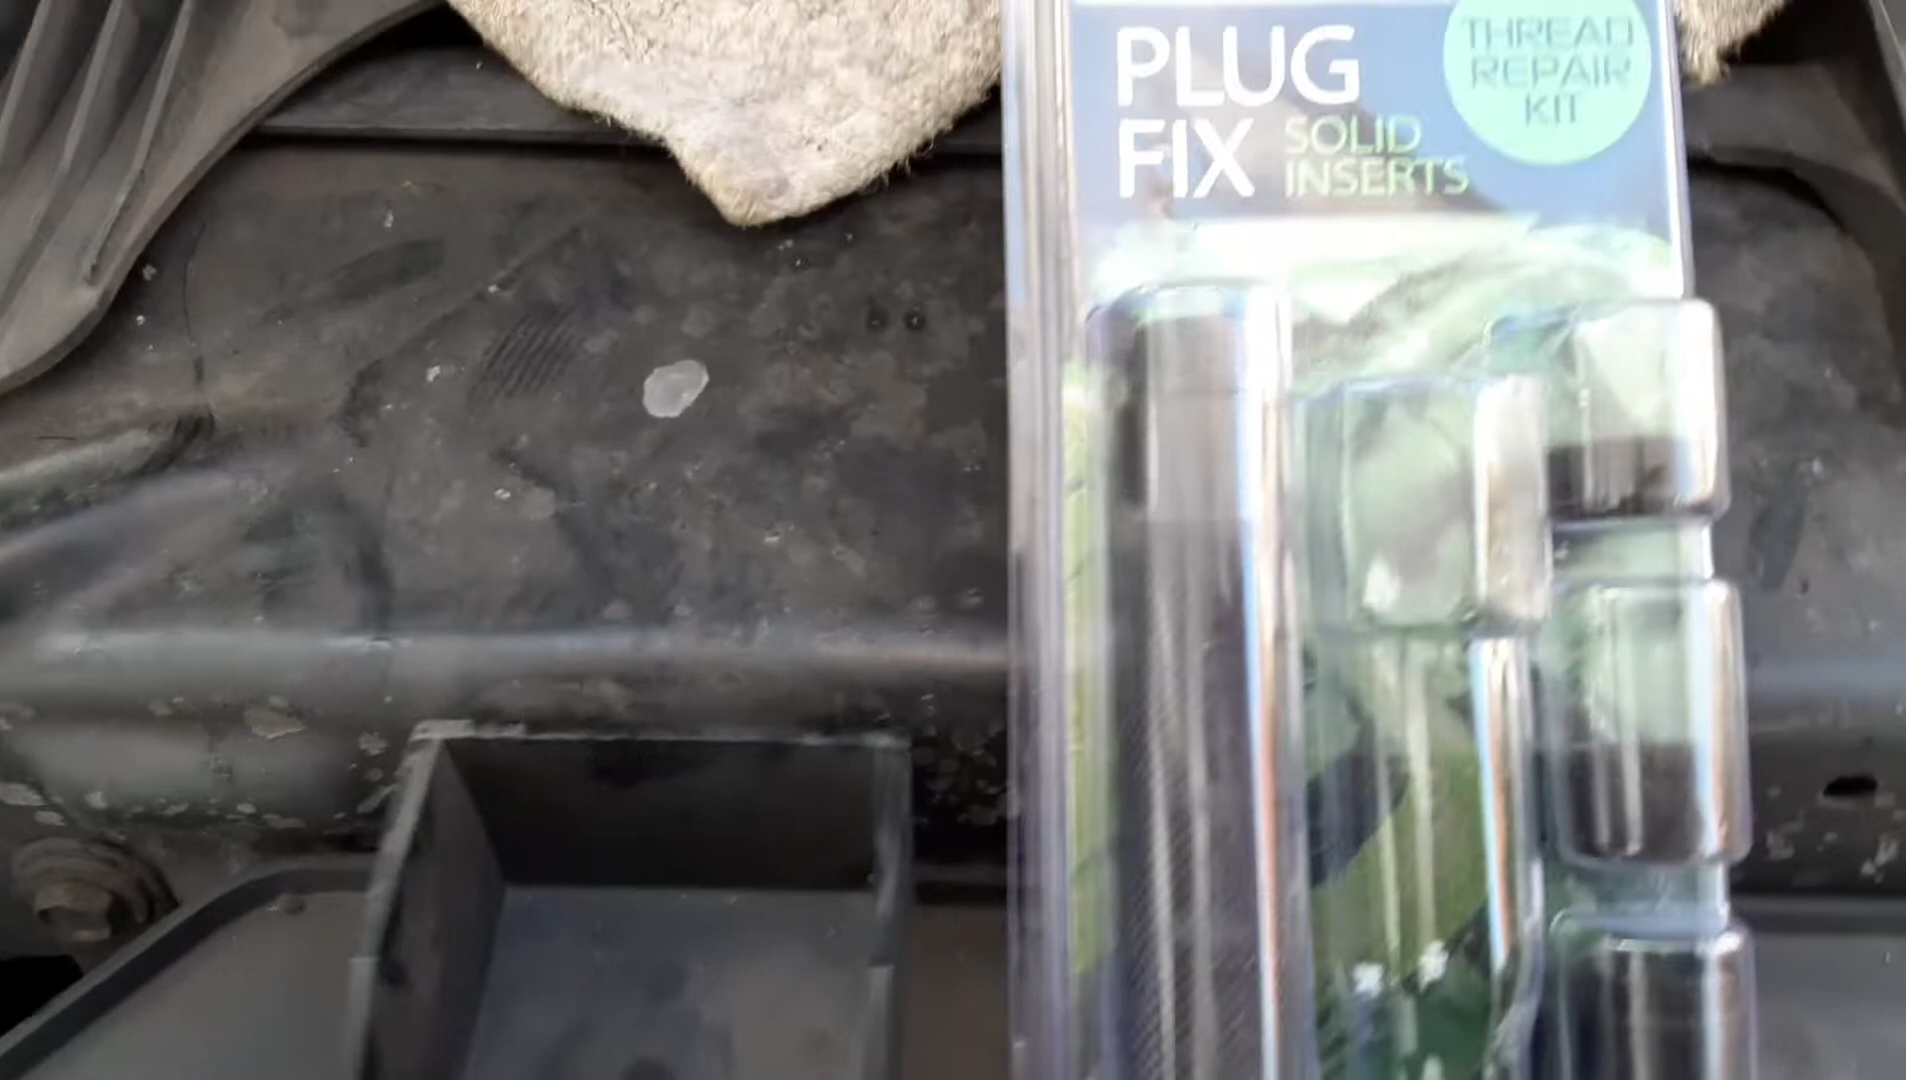 PLUG
FIX
SOLID
INSERTS
THREAD
REPAIR
KIT